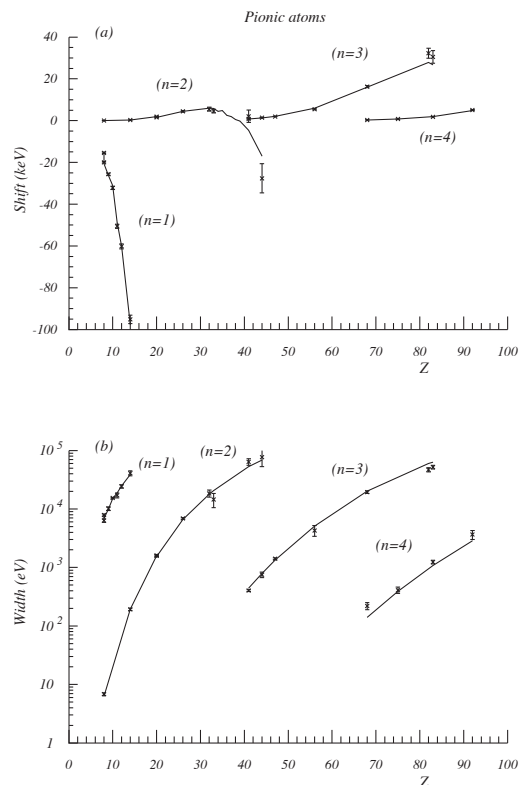 Pionic atoms
(a)
40
(n=3)
(n=2)
20
0
(n=4)
-20
Shift (keV)
-40
(n=1)
-60
-80
-100
0 10 20 30 40 50 60 70 80 90 100
Z
(b)
10^5
(n=1)
(n=2)
(n=3)
10^4
(n=4)
10^3
Width (eV)
10^2
10
1
0 10 20 30 40 50 60 70 80 90 100
Z